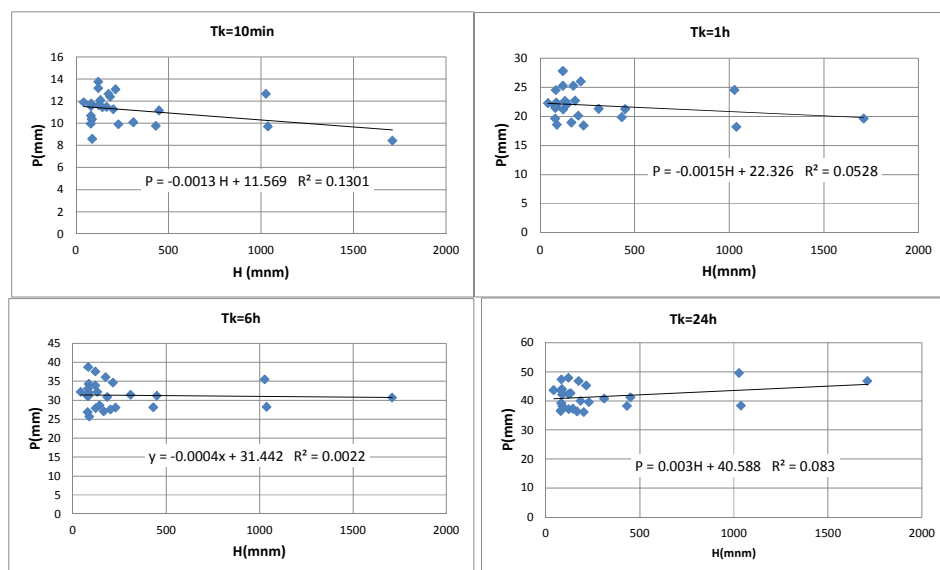 Tk=10min
P(mm)
16
14
12
10
8
6
4
2
0
P = -0.0013 H + 11.569 R² = 0.1301
0 500 1000 1500 2000
H (mnm)
Tk=1h
P(mm)
30
25
20
15
10
5
0
P = -0.0015H + 22.326 R² = 0.0528
0 500 1000 1500 2000
H(mnm)
Tk=6h
P(mm)
45
40
35
30
25
20
15
10
5
0
y = -0.0004x + 31.442 R² = 0.0022
0 500 1000 1500 2000
H(mnm)
Tk=24h
P(mm)
60
50
40
30
20
10
0
P = 0.003H + 40.588 R² = 0.083
0 500 1000 1500 2000
H(mnm)